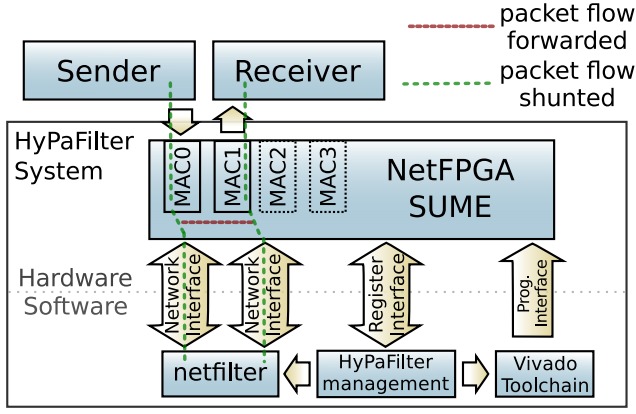 packet flow
forwarded
packet flow
shunted
Sender
Receiver
HyPaFilter
System
MAC0
MAC1
MAC2
MAC3
NetFPGA
SUME
Hardware
Software
Network
Interface
Network
Interface
Register
Interface
Prog.
Interface
netfilter
HyPaFilter
management
Vivado
Toolchain